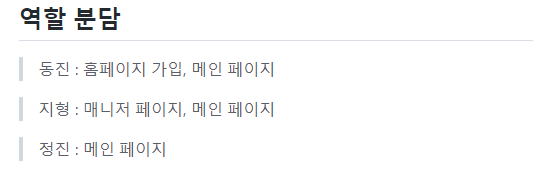 역할 분담
동진 : 홈페이지 가입, 메인 페이지
지형 : 매니저 페이지, 메인 페이지
정진 : 메인 페이지